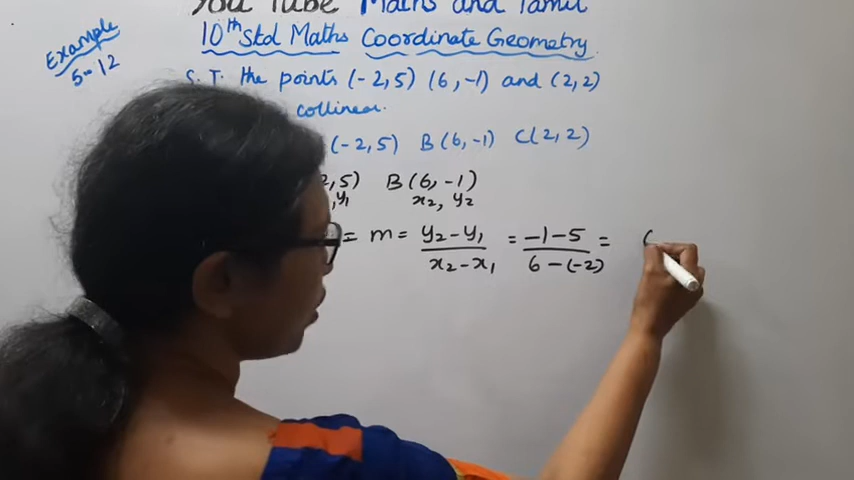 You Tube Maths and Tamil
10th Std Maths Coordinate Geometry
Example
5.12
S.T. the points (-2,5) (6,-1) and (2,2)
collinear.
(-2,5) B(6,-1) C(2,2)
2,5) B(6,-1)
y1 x2, y2
= m = y2-y1 / x2-x1 = -1-5 / 6-(-2) =